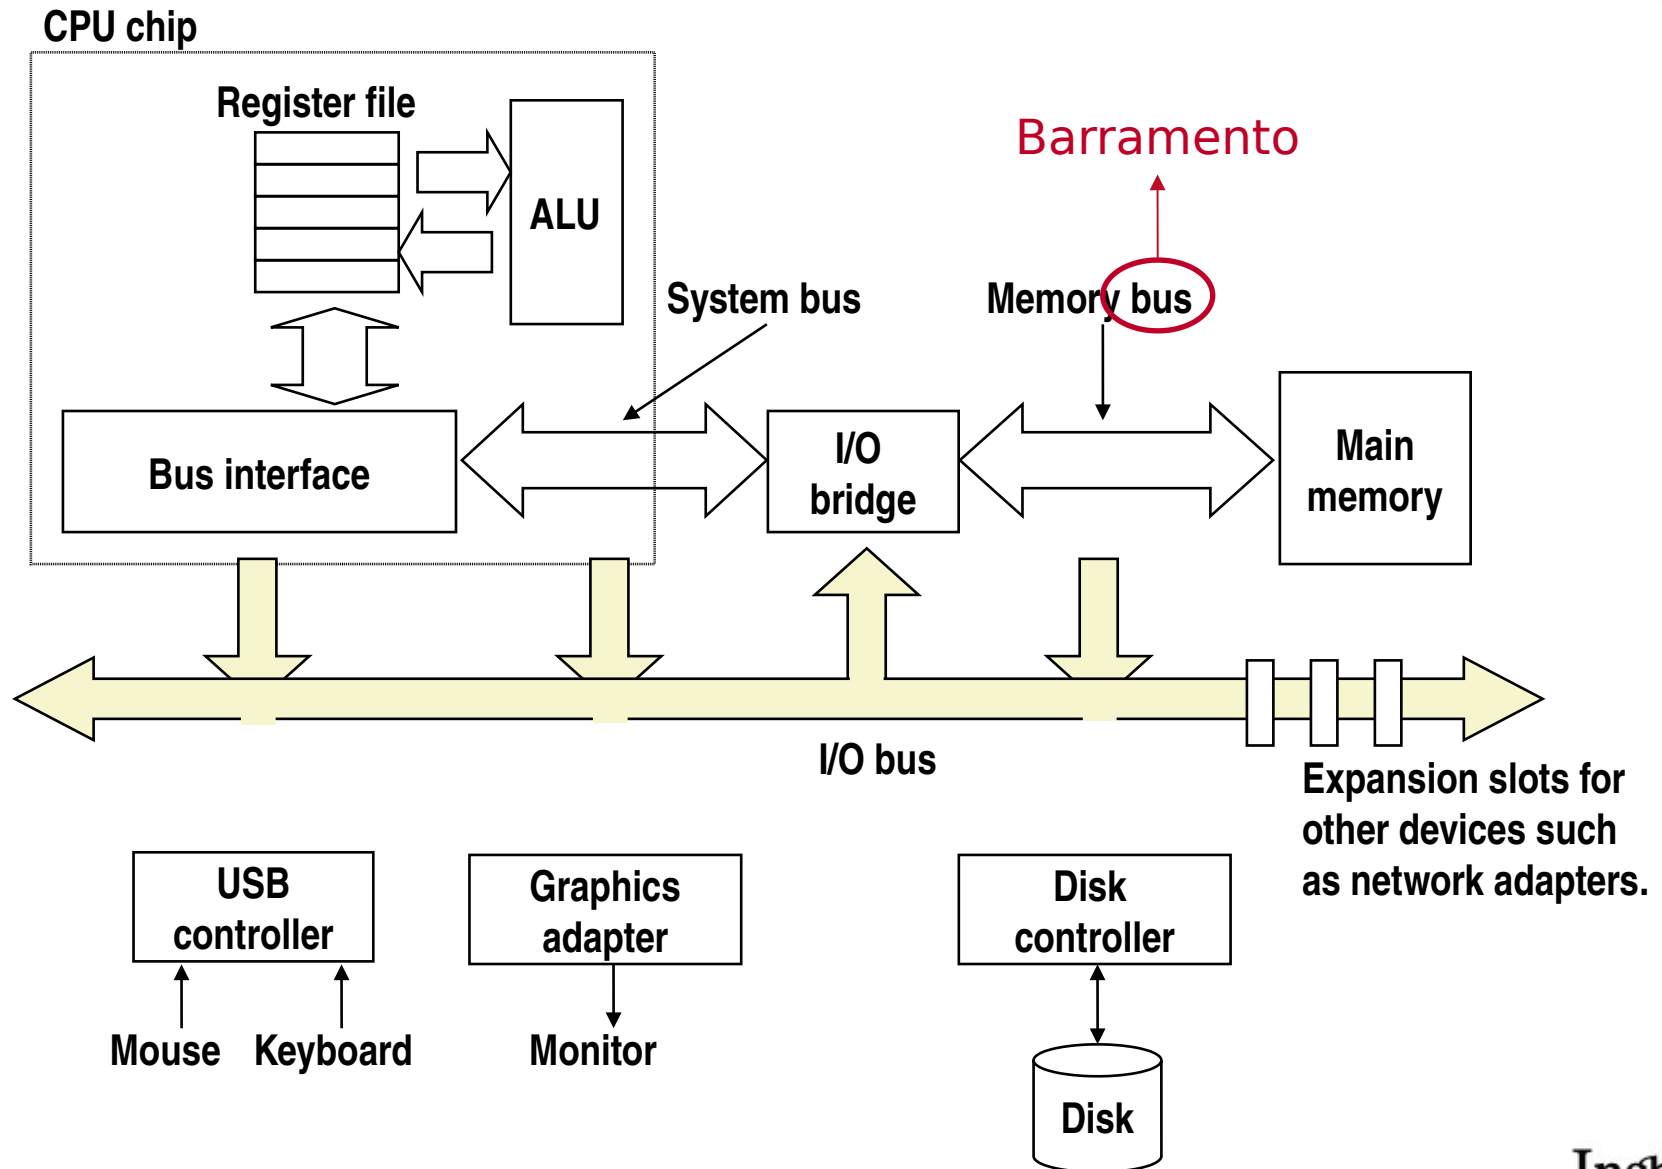 CPU chip
Register file
ALU
Barramento
System bus
Memory bus
Bus interface
I/O
bridge
Main
memory
I/O bus
Expansion slots for
other devices such
as network adapters.
USB
controller
Graphics
adapter
Disk
controller
Mouse
Keyboard
Monitor
Disk